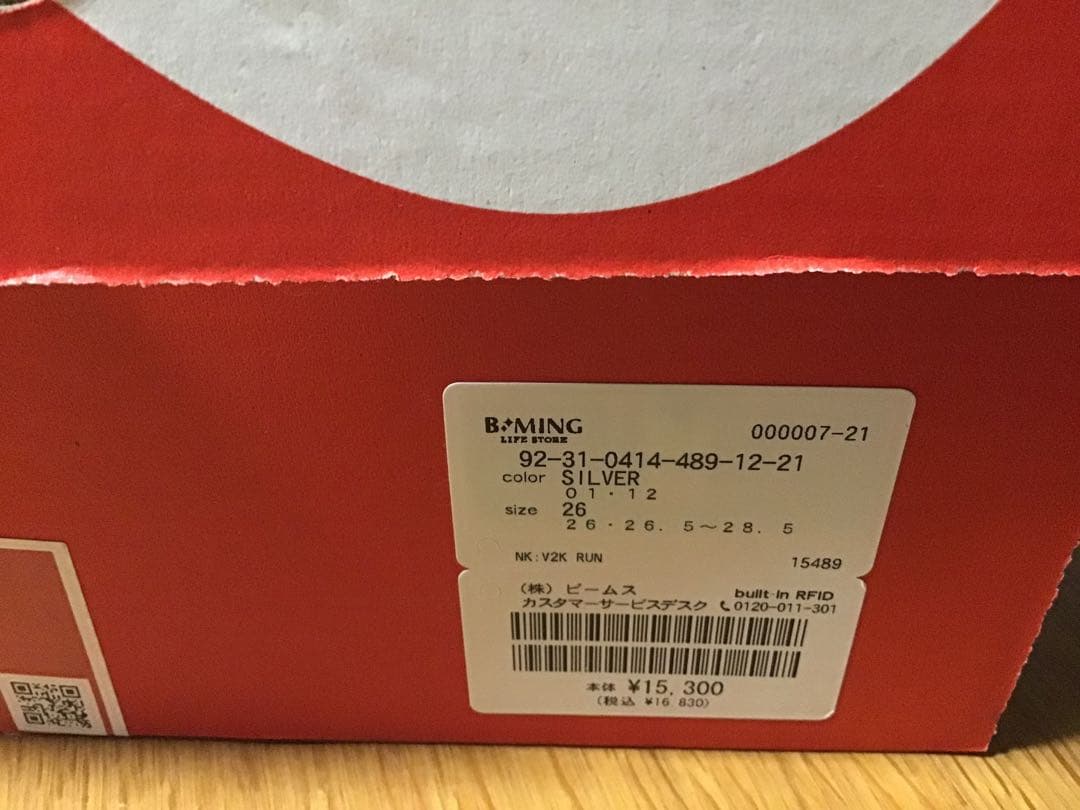 B MING
LIFE STORE
000007-21
92-31-0414-489-12-21
color SILVER
01・12
size 26
26・26.5～28.5
NK:V2K RUN
15489
(株)ビームス
built-in RFID
カスタマーサービスデスク 0120-011-301
本体 ¥15,300
(税込 ¥16,830)